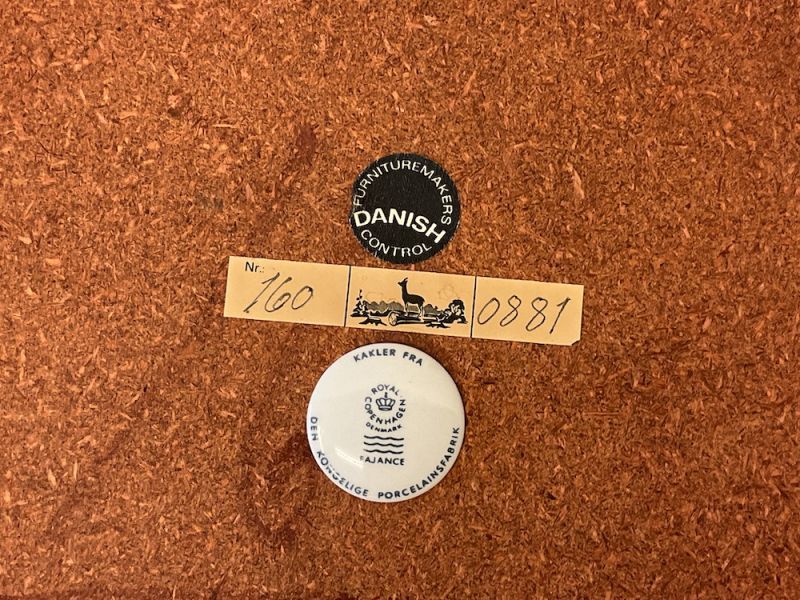 FURNITUREMAKERS
DANISH
CONTROL
Nr.: 160
0881
KAKLER FRA
ROYAL
COPENHAGEN
DENMARK
FAJANCE
DEN KONGELIGE PORCELAINSFABRIK